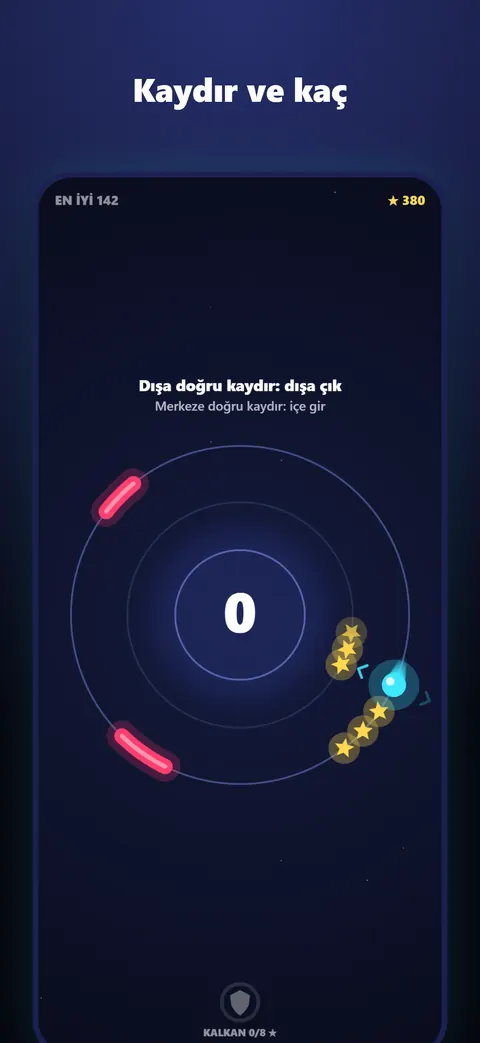 Kaydır ve kaç
EN İYİ 142
★ 380
Dışa doğru kaydır: dışa çık
Merkeze doğru kaydır: içe gir
0
KALKAN 0/8 ★